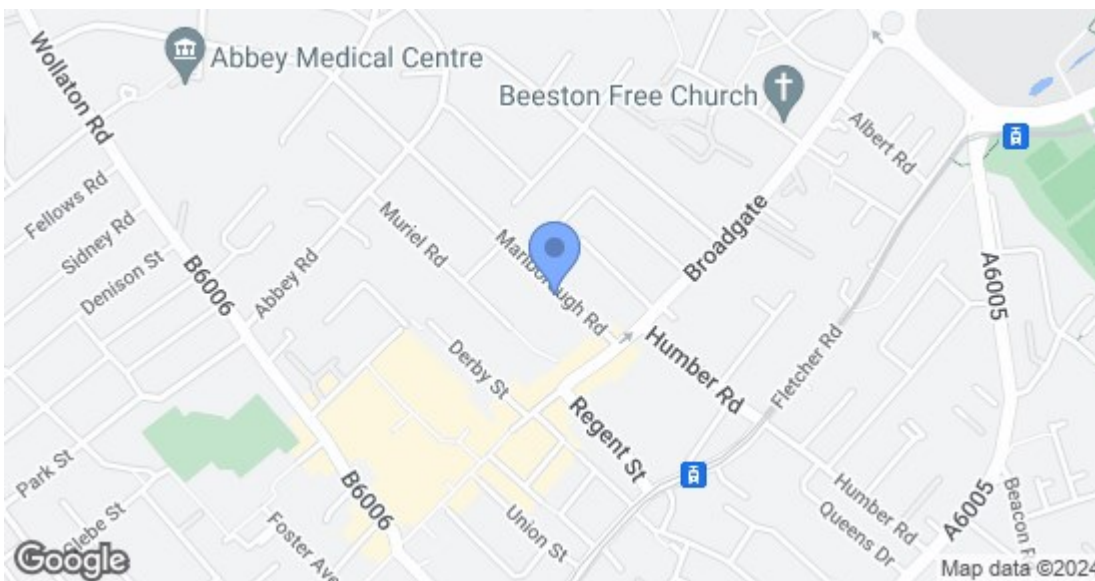 Wollaton Rd
Abbey Medical Centre
Beeston Free Church
Albert Rd
Fellows Rd
Sidney Rd
Denison St
B6006
Abbey Rd
Muriel Rd
Marlborough Rd
Broadgate
A6005
Fletcher Rd
Humber Rd
Derby St
Regent St
Park St
Glebe St
Foster Ave
B6006
Union St
Humber Rd
Queens Dr
A6005
Beacon R
Google
Map data ©2024